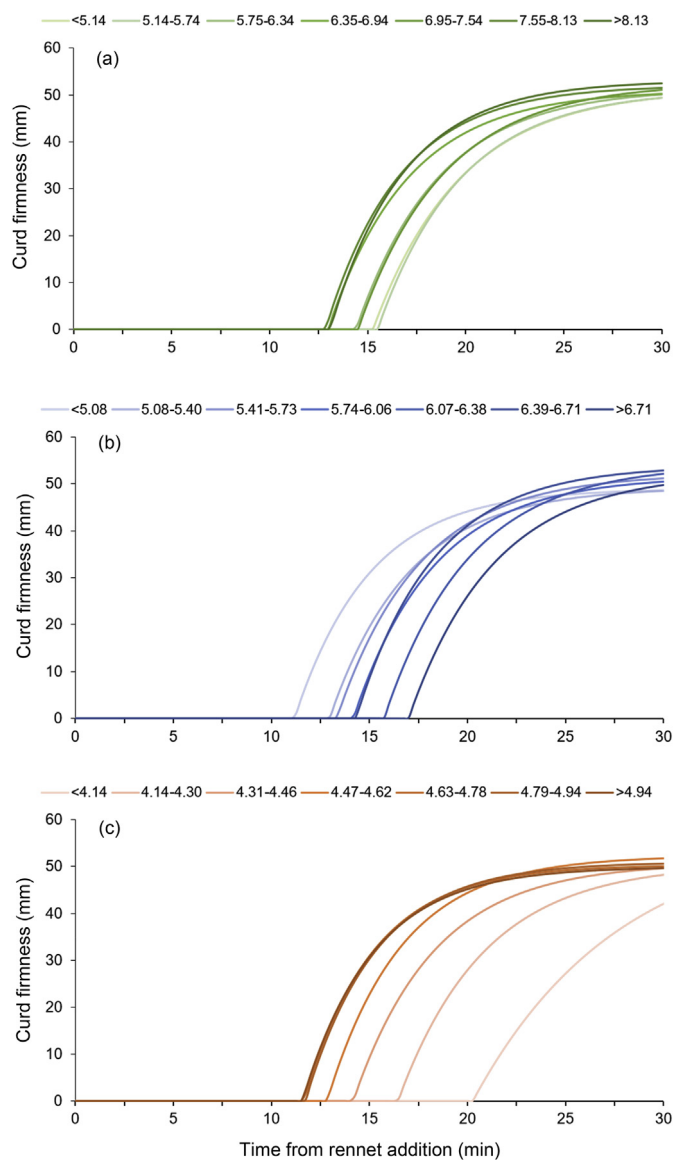 <5.14 5.14-5.74 5.75-6.34 6.35-6.94 6.95-7.54 7.55-8.13 >8.13
60
(a)
50
40
30
20
10
0
Curd firmness (mm)
0 5 10 15 20 25 30
<5.08 5.08-5.40 5.41-5.73 5.74-6.06 6.07-6.38 6.39-6.71 >6.71
60
(b)
50
40
30
20
10
0
Curd firmness (mm)
0 5 10 15 20 25 30
<4.14 4.14-4.30 4.31-4.46 4.47-4.62 4.63-4.78 4.79-4.94 >4.94
60
(c)
50
40
30
20
10
0
Curd firmness (mm)
0 5 10 15 20 25 30
Time from rennet addition (min)